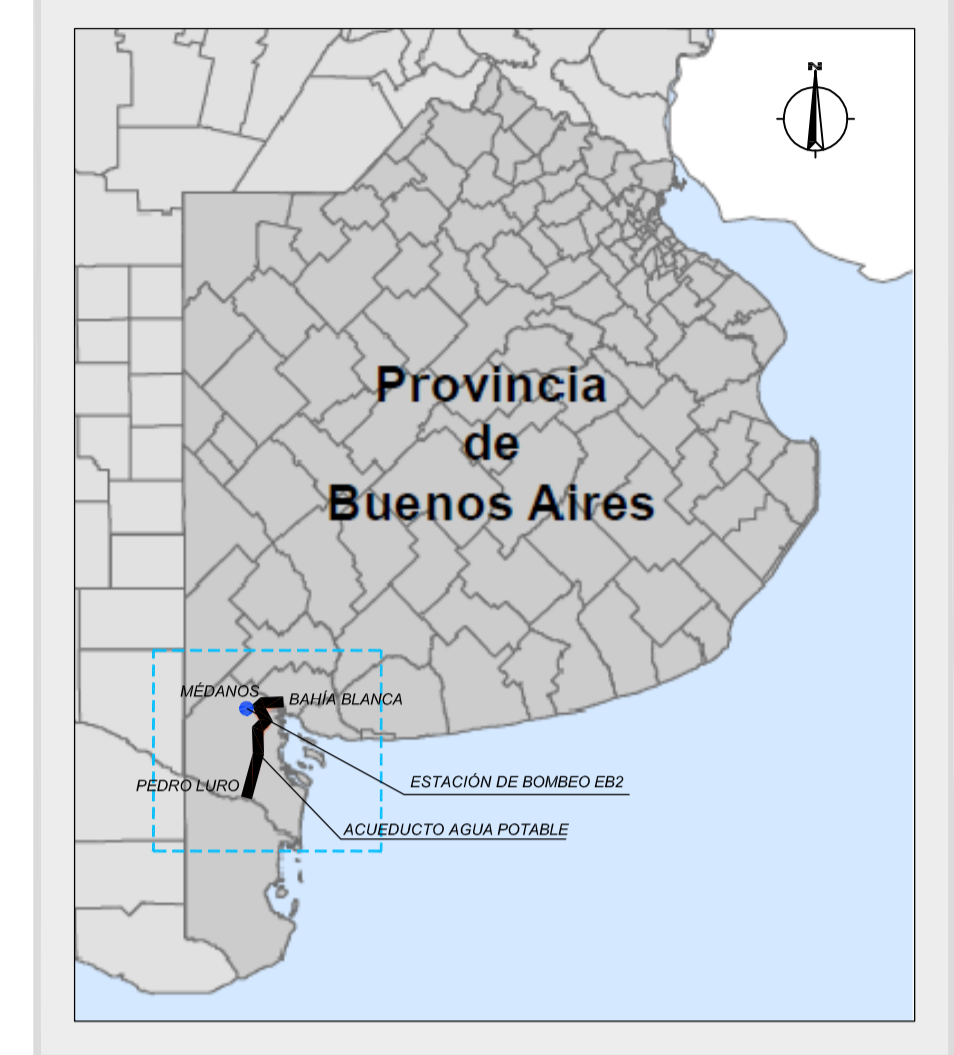 N
Provincia
de
Buenos Aires
MÉDANOS
BAHÍA BLANCA
PEDRO LURO
ESTACIÓN DE BOMBEO EB2
ACUEDUCTO AGUA POTABLE